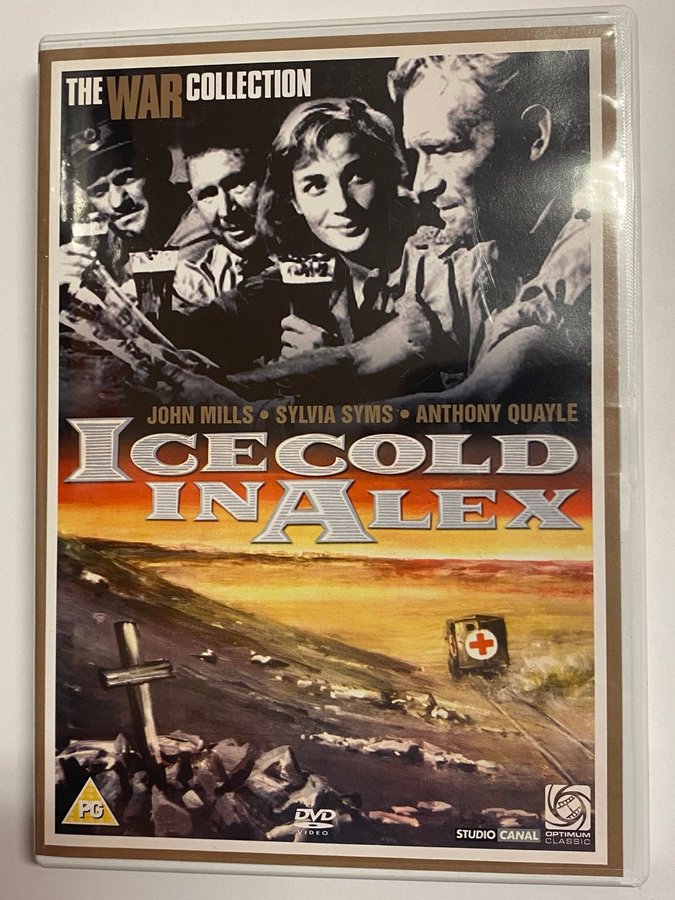 THE WAR COLLECTION
JOHN MILLS • SYLVIA SYMS • ANTHONY QUAYLE
ICE COLD
IN ALEX
PG
DVD
VIDEO
STUDIO CANAL
OPTIMUM
CLASSIC